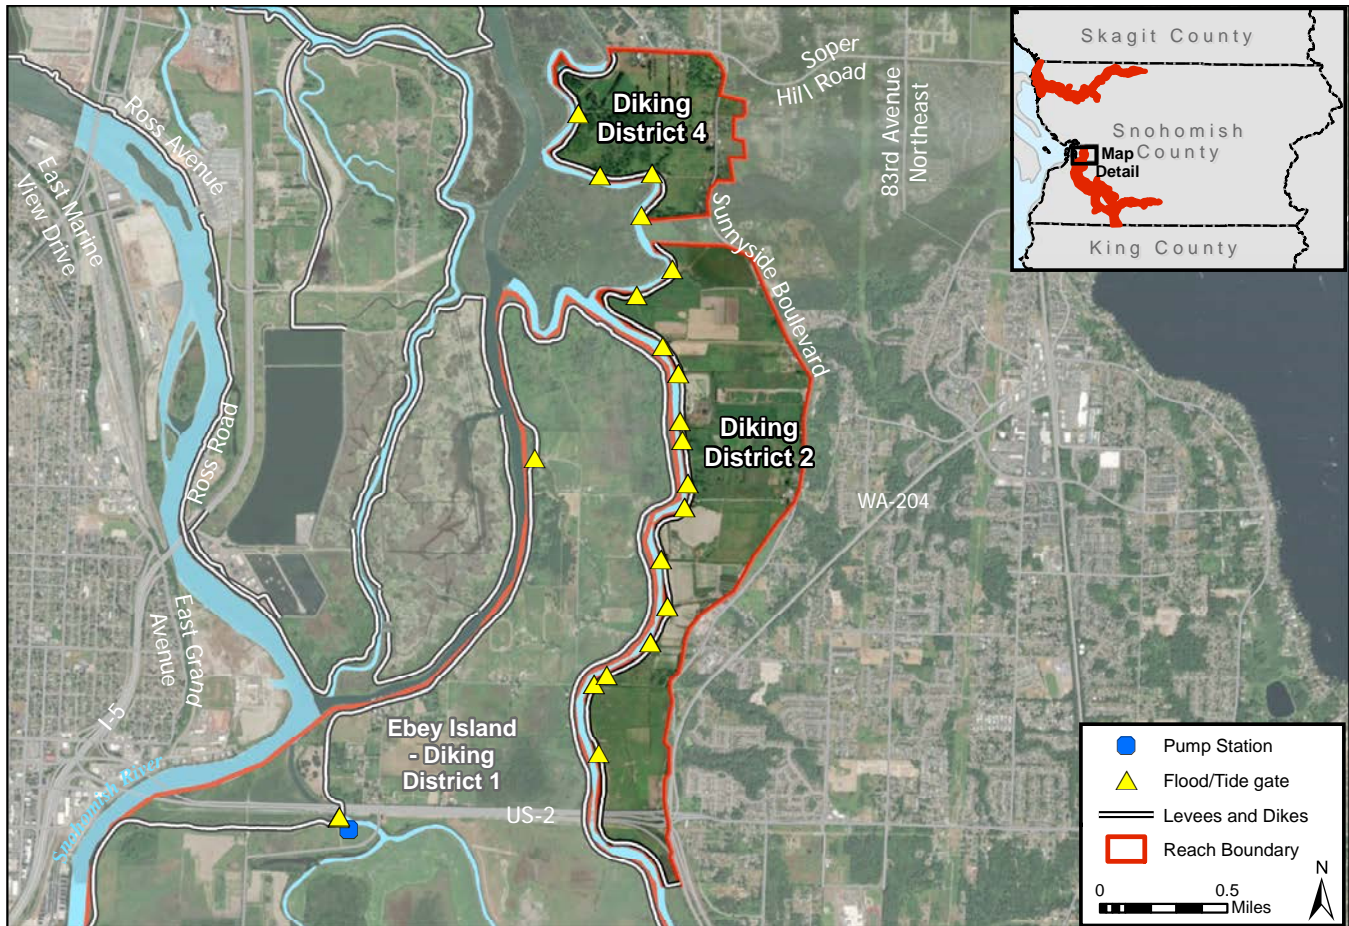 Ross Avenue
East Marine
View Drive
Diking
District 4
Soper
Hill Road
83rd Avenue
Northeast
Sunnyside Boulevard
Ross Road
Diking
District 2
WA-204
East Grand
Avenue
I-5
Ebey Island
- Diking
District 1
US-2
Snohomish River
Skagit County
Snohomish
County
Map
Detail
King County
Pump Station
Flood/Tide gate
Levees and Dikes
Reach Boundary
0 0.5
Miles
N